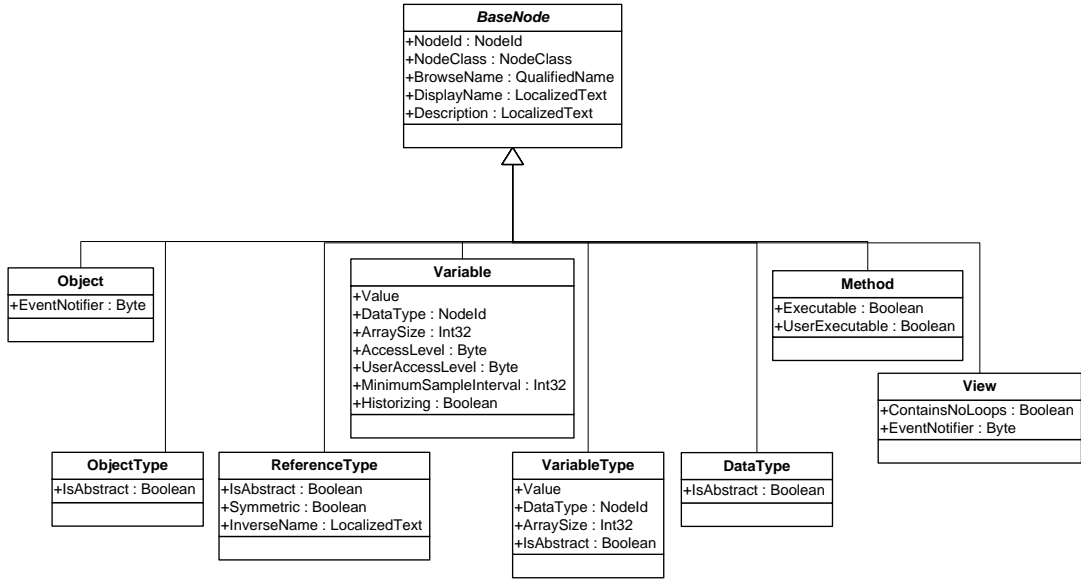 BaseNode
+NodeId : NodeId
+NodeClass : NodeClass
+BrowseName : QualifiedName
+DisplayName : LocalizedText
+Description : LocalizedText
Object
+EventNotifier : Byte
Variable
+Value
+DataType : NodeId
+ArraySize : Int32
+AccessLevel : Byte
+UserAccessLevel : Byte
+MinimumSampleInterval : Int32
+Historizing : Boolean
Method
+Executable : Boolean
+UserExecutable : Boolean
View
+ContainsNoLoops : Boolean
+EventNotifier : Byte
ObjectType
+IsAbstract : Boolean
ReferenceType
+IsAbstract : Boolean
+Symmetric : Boolean
+InverseName : LocalizedText
VariableType
+Value
+DataType : NodeId
+ArraySize : Int32
+IsAbstract : Boolean
DataType
+IsAbstract : Boolean